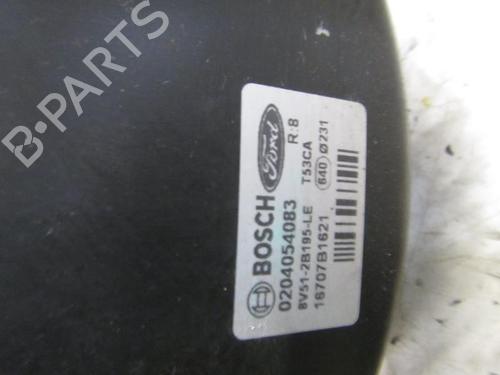 B-PARTS
Ford
R:8
BOSCH
T53CA
640 Ø231
0204054083
8V51-2B195-LE
16707B1621